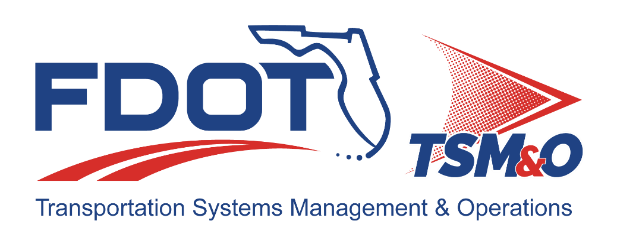 FDOT
TSM&O
Transportation Systems Management & Operations